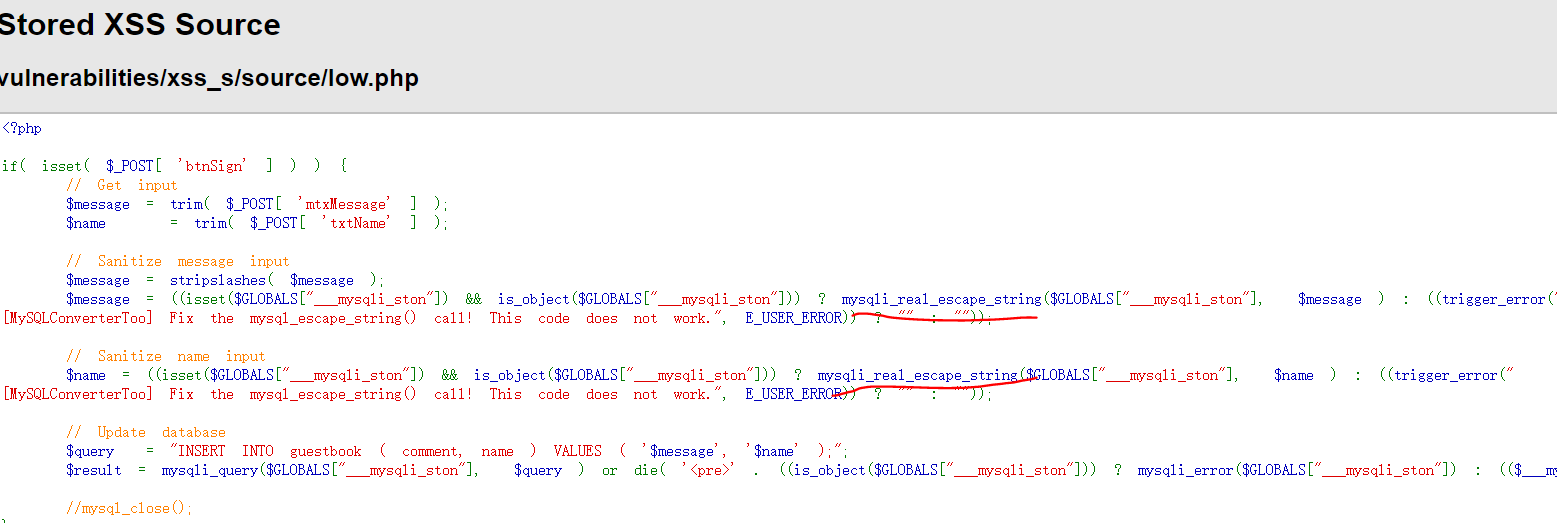 Stored XSS Source
vulnerabilities/xss_s/source/low.php
<?php
if( isset( $_POST[ 'btnSign' ] ) ) {
// Get input
$message = trim( $_POST[ 'mtxMessage' ] );
$name = trim( $_POST[ 'txtName' ] );
// Sanitize message input
$message = stripslashes( $message );
$message = ((isset($GLOBALS["___mysqli_ston"]) && is_object($GLOBALS["___mysqli_ston"])) ? mysqli_real_escape_string($GLOBALS["___mysqli_ston"], $message ) : ((trigger_error("
[MySQLConverterToo] Fix the mysql_escape_string() call! This code does not work.", E_USER_ERROR)) ? "" : ""));
// Sanitize name input
$name = ((isset($GLOBALS["___mysqli_ston"]) && is_object($GLOBALS["___mysqli_ston"])) ? mysqli_real_escape_string($GLOBALS["___mysqli_ston"], $name ) : ((trigger_error("
[MySQLConverterToo] Fix the mysql_escape_string() call! This code does not work.", E_USER_ERROR)) ? "" : ""));
// Update database
$query = "INSERT INTO guestbook ( comment, name ) VALUES ( '$message', '$name' );";
$result = mysqli_query($GLOBALS["___mysqli_ston"], $query ) or die( '<pre>' . ((is_object($GLOBALS["___mysqli_ston"])) ? mysqli_error($GLOBALS["___mysqli_ston"]) : (($___my
//mysql_close();